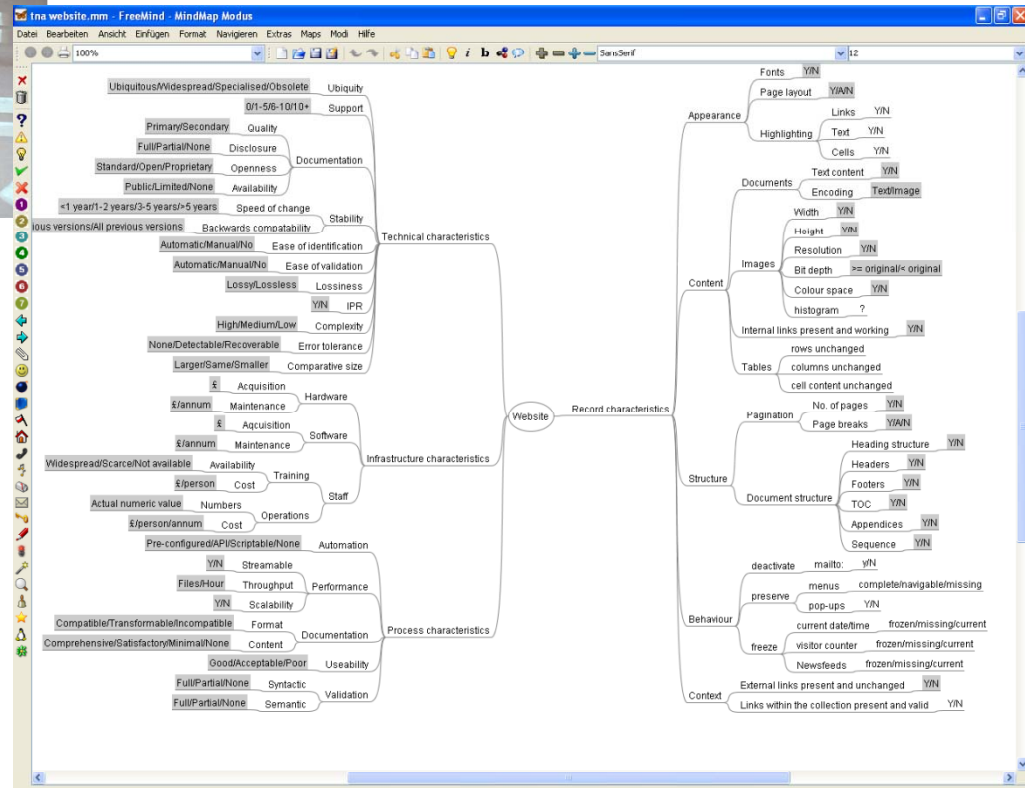 tna website.mm - FreeMind - MindMap Modus
Datei Bearbeiten Ansicht Einfügen Format Navigieren Extras Maps Modi Hilfe
100% SansSerif 12
Ubiquitous/Widespread/Specialised/Obsolete Ubiquity
0/1-5/6-10/10+ Support
Primary/Secondary Quality
Full/Partial/None Disclosure
Documentation
Standard/Open/Proprietary Openness
Public/Limited/None Availability
<1 year/1-2 years/3-5 years/>5 years Speed of change
Stability
ious versions/All previous versions Backwards compatability
Technical characteristics
Automatic/Manual/No Ease of identification
Automatic/Manual/No Ease of validation
Lossy/Lossless Lossiness
Y/N IPR
High/Medium/Low Complexity
None/Detectable/Recoverable Error tolerance
Larger/Same/Smaller Comparative size
£ Acquisition
Hardware
£/annum Maintenance
£ Aqcuisition
Software
£/annum Maintenance
Infrastructure characteristics
Widespread/Scarce/Not available Availability
Training
£/person Cost
Staff
Actual numeric value Numbers
Operations
£/person/annum Cost
Pre-configured/API/Scriptable/None Automation
Y/N Streamable
Files/Hour Throughput Performance
Y/N Scalability
Process characteristics
Compatible/Transformable/Incompatible Format
Documentation
Comprehensive/Satisfactory/Minimal/None Content
Good/Acceptable/Poor Useability
Full/Partial/None Syntactic
Validation
Full/Partial/None Semantic
Website
Record characteristics
Fonts Y/N
Page layout Y/A/N
Appearance
Links Y/N
Highlighting Text Y/N
Cells Y/N
Text content Y/N
Documents
Encoding Text/Image
Width Y/N
Height Y/N
Resolution Y/N
Images
Bit depth >= original/< original
Content
Colour space Y/N
histogram ?
Internal links present and working Y/N
rows unchanged
Tables columns unchanged
cell content unchanged
No. of pages Y/N
Pagination
Page breaks Y/A/N
Heading structure Y/N
Headers Y/N
Structure
Footers Y/N
Document structure
TOC Y/N
Appendices Y/N
Sequence Y/N
deactivate mailto: y/N
menus complete/navigable/missing
preserve
pop-ups Y/N
Behaviour
current date/time frozen/missing/current
freeze visitor counter frozen/missing/current
Newsfeeds frozen/missing/current
External links present and unchanged Y/N
Context
Links within the collection present and valid Y/N